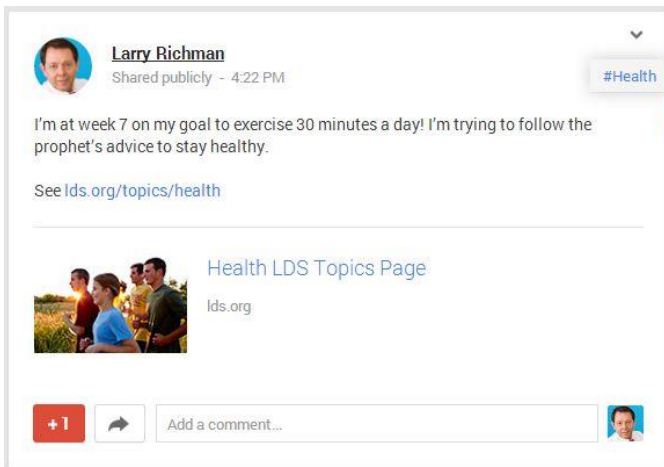 Larry Richman
Shared publicly - 4:22 PM
#Health
I'm at week 7 on my goal to exercise 30 minutes a day! I'm trying to follow the
prophet's advice to stay healthy.
See lds.org/topics/health
Health LDS Topics Page
lds.org
+1
Add a comment...